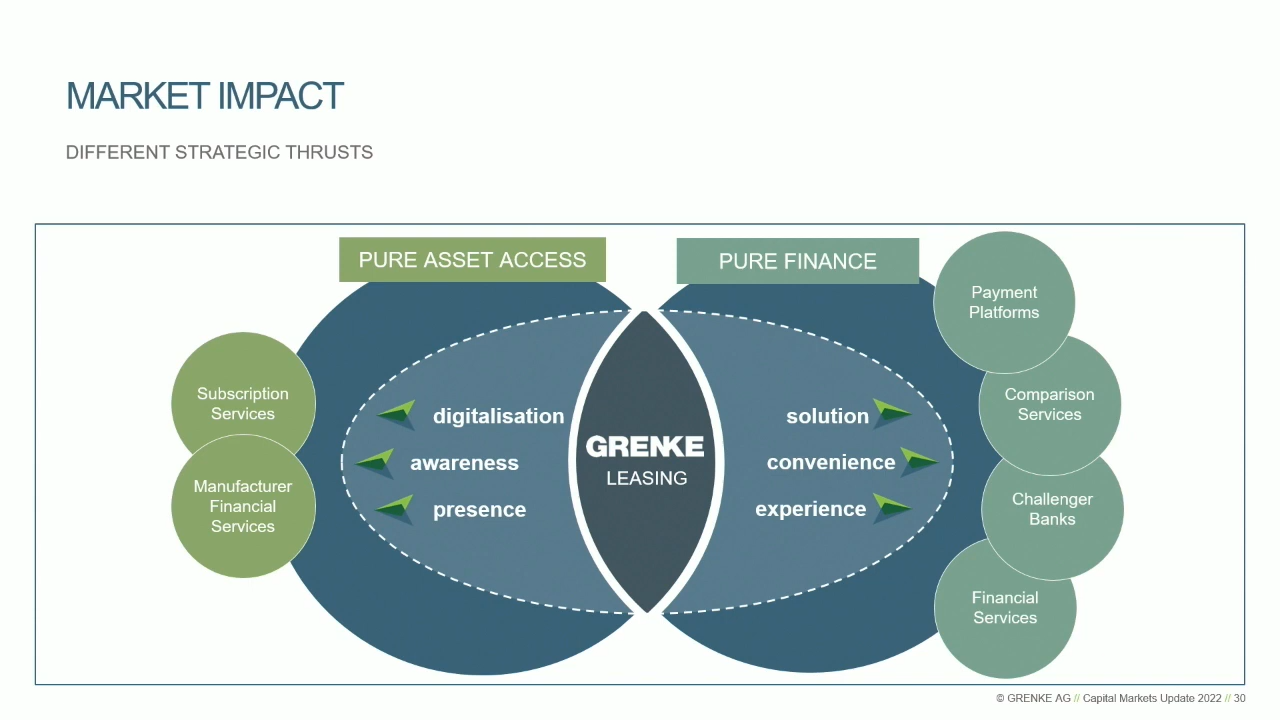 MARKET IMPACT
DIFFERENT STRATEGIC THRUSTS
PURE ASSET ACCESS
PURE FINANCE
Subscription
Services
Manufacturer
Financial
Services
digitalisation
awareness
presence
GRENKE
LEASING
solution
convenience
experience
Payment
Platforms
Comparison
Services
Challenger
Banks
Financial
Services
© GRENKE AG // Capital Markets Update 2022 // 30